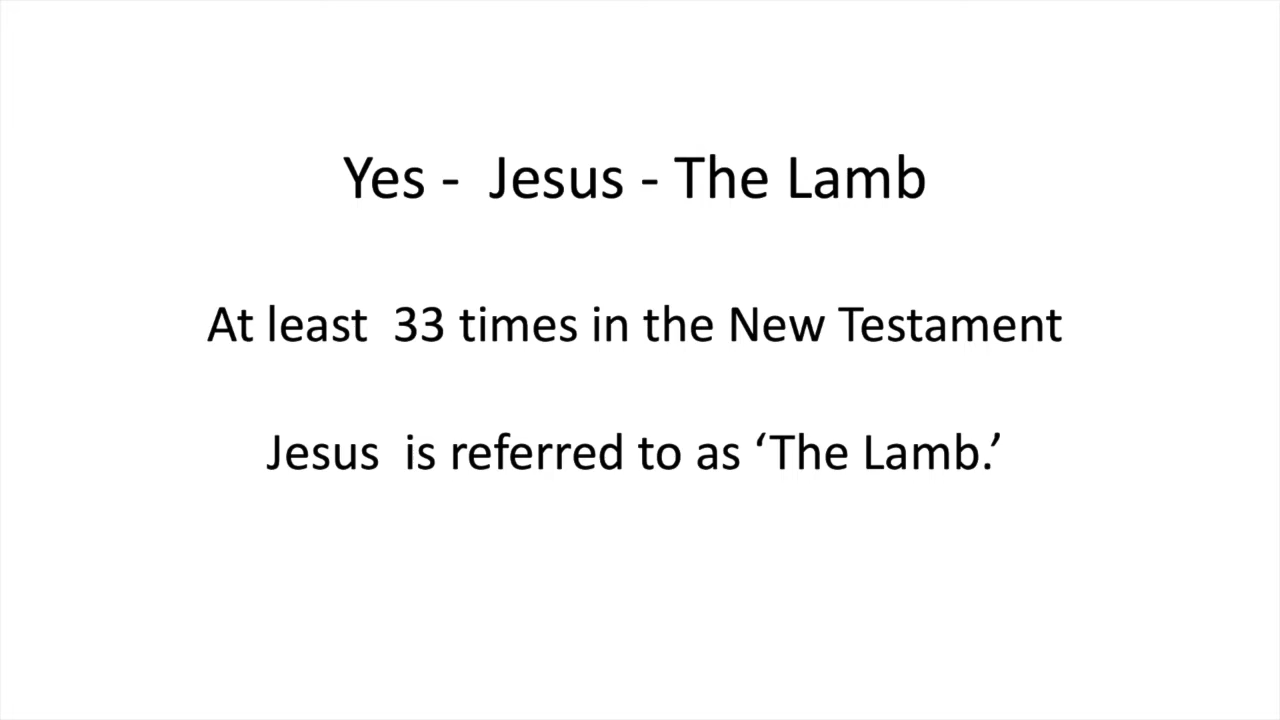 Yes -  Jesus - The Lamb
At least  33 times in the New Testament
Jesus  is referred to as ‘The Lamb.’